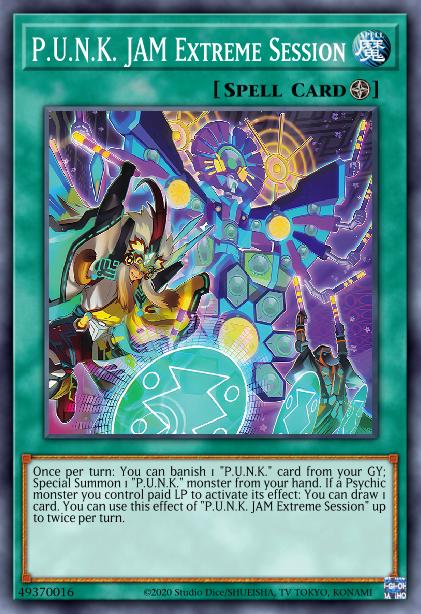 P.U.N.K. JAM Extreme Session
SPELL
魔
[Spell Card]
Once per turn: You can banish 1 "P.U.N.K." card from your GY;
Special Summon 1 "P.U.N.K." monster from your hand. If a Psychic
monster you control paid LP to activate its effect: You can draw 1
card. You can use this effect of "P.U.N.K. JAM Extreme Session" up
to twice per turn.
49370016
©2020 Studio Dice/SHUEISHA, TV TOKYO, KONAMI